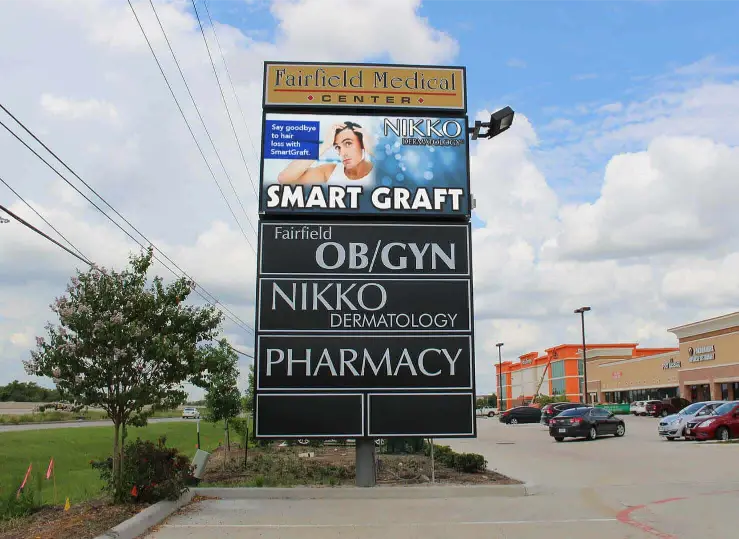 Fairfield Medical
CENTER
Say goodbye
to hair
loss with
SmartGraft.
NIKKO
DERMATOLOGY
SMART GRAFT
Fairfield
OB/GYN
NIKKO
DERMATOLOGY
PHARMACY